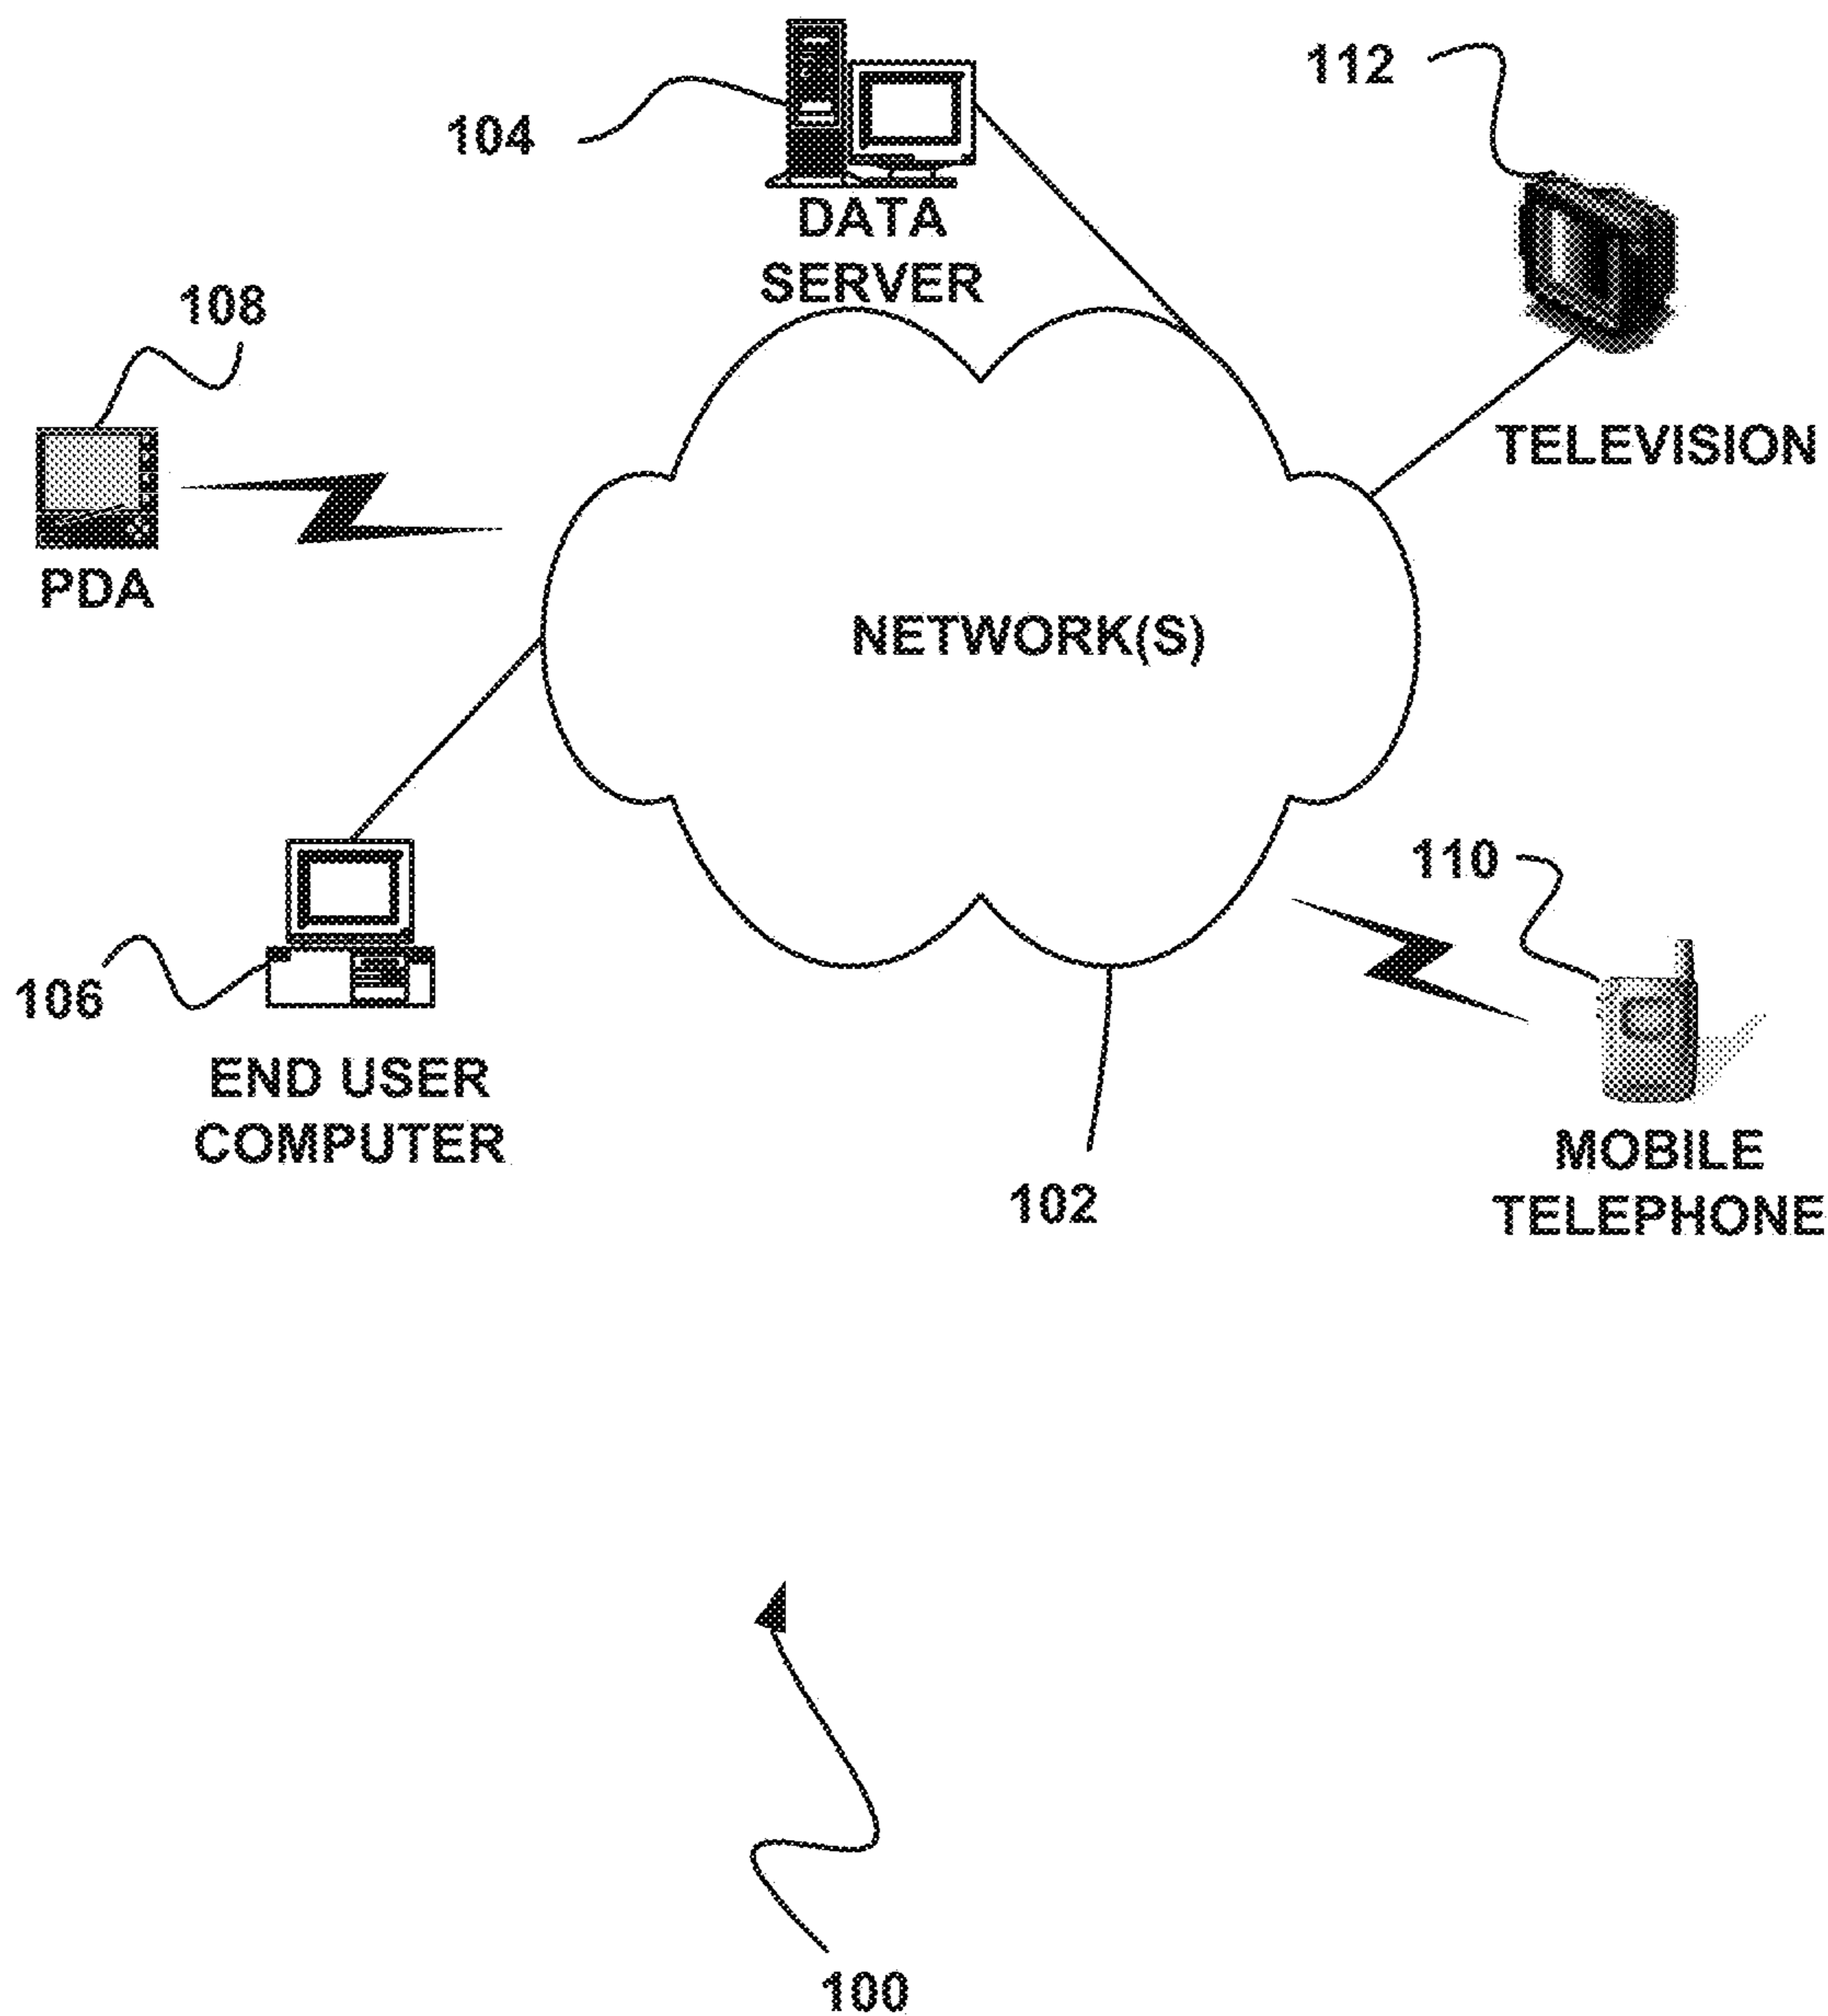 112
104
DATA
SERVER
108
TELEVISION
PDA
NETWORK(S)
110
106
END USER
COMPUTER
MOBILE
TELEPHONE
102
100